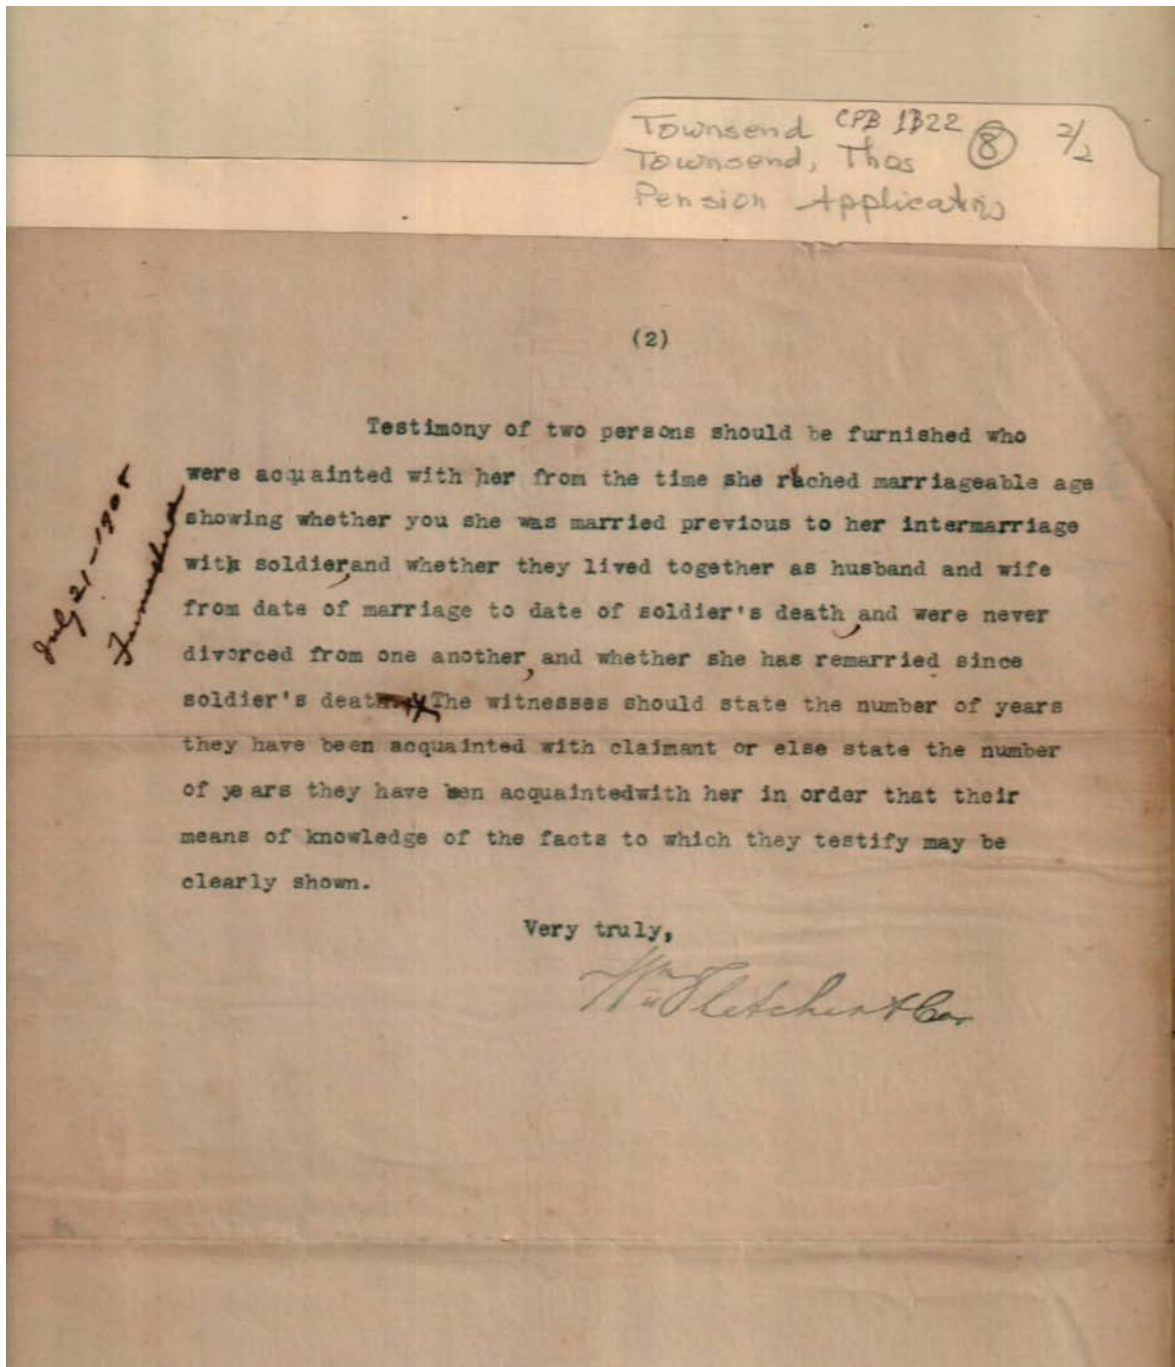 Townsend CPB 1B22 8 2/2
Townsend, Thos
Pension Applications
(2)
Testimony of two persons should be furnished who
were acquainted with her from the time she rached marriageable age
showing whether you she was married previous to her intermarriage
with soldier, and whether they lived together as husband and wife
from date of marriage to date of soldier's death, and were never
divorced from one another, and whether she has remarried since
soldier's death The witnesses should state the number of years
they have been acquainted with claimant or else state the number
of years they have been acquaintedwith her in order that their
means of knowledge of the facts to which they testify may be
clearly shown.
Very truly,
Wm Fletcher & Co.
July 21-190
Furnished